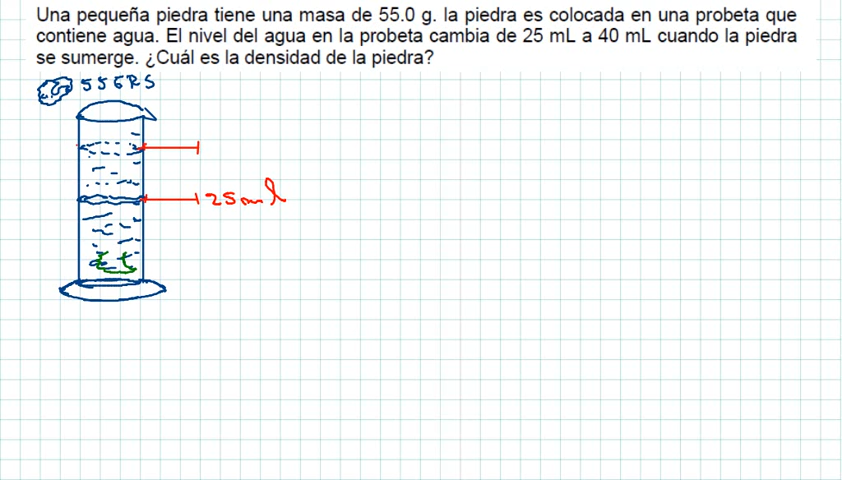 Una pequeña piedra tiene una masa de 55.0 g. la piedra es colocada en una probeta que
contiene agua. El nivel del agua en la probeta cambia de 25 mL a 40 mL cuando la piedra
se sumerge. ¿Cuál es la densidad de la piedra?
55GRS
25ml